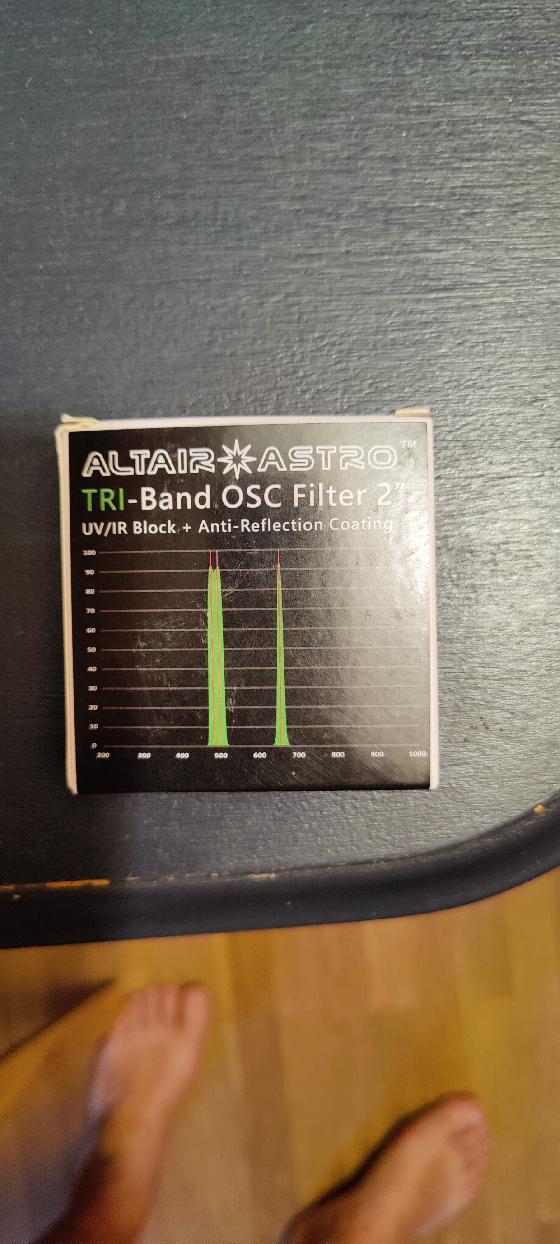 ALTAIR ASTRO™
TRI-Band OSC Filter 2"
UV/IR Block + Anti-Reflection Coating
100
90
80
70
60
50
40
30
20
10
0
200 300 400 500 600 700 800 900 1000